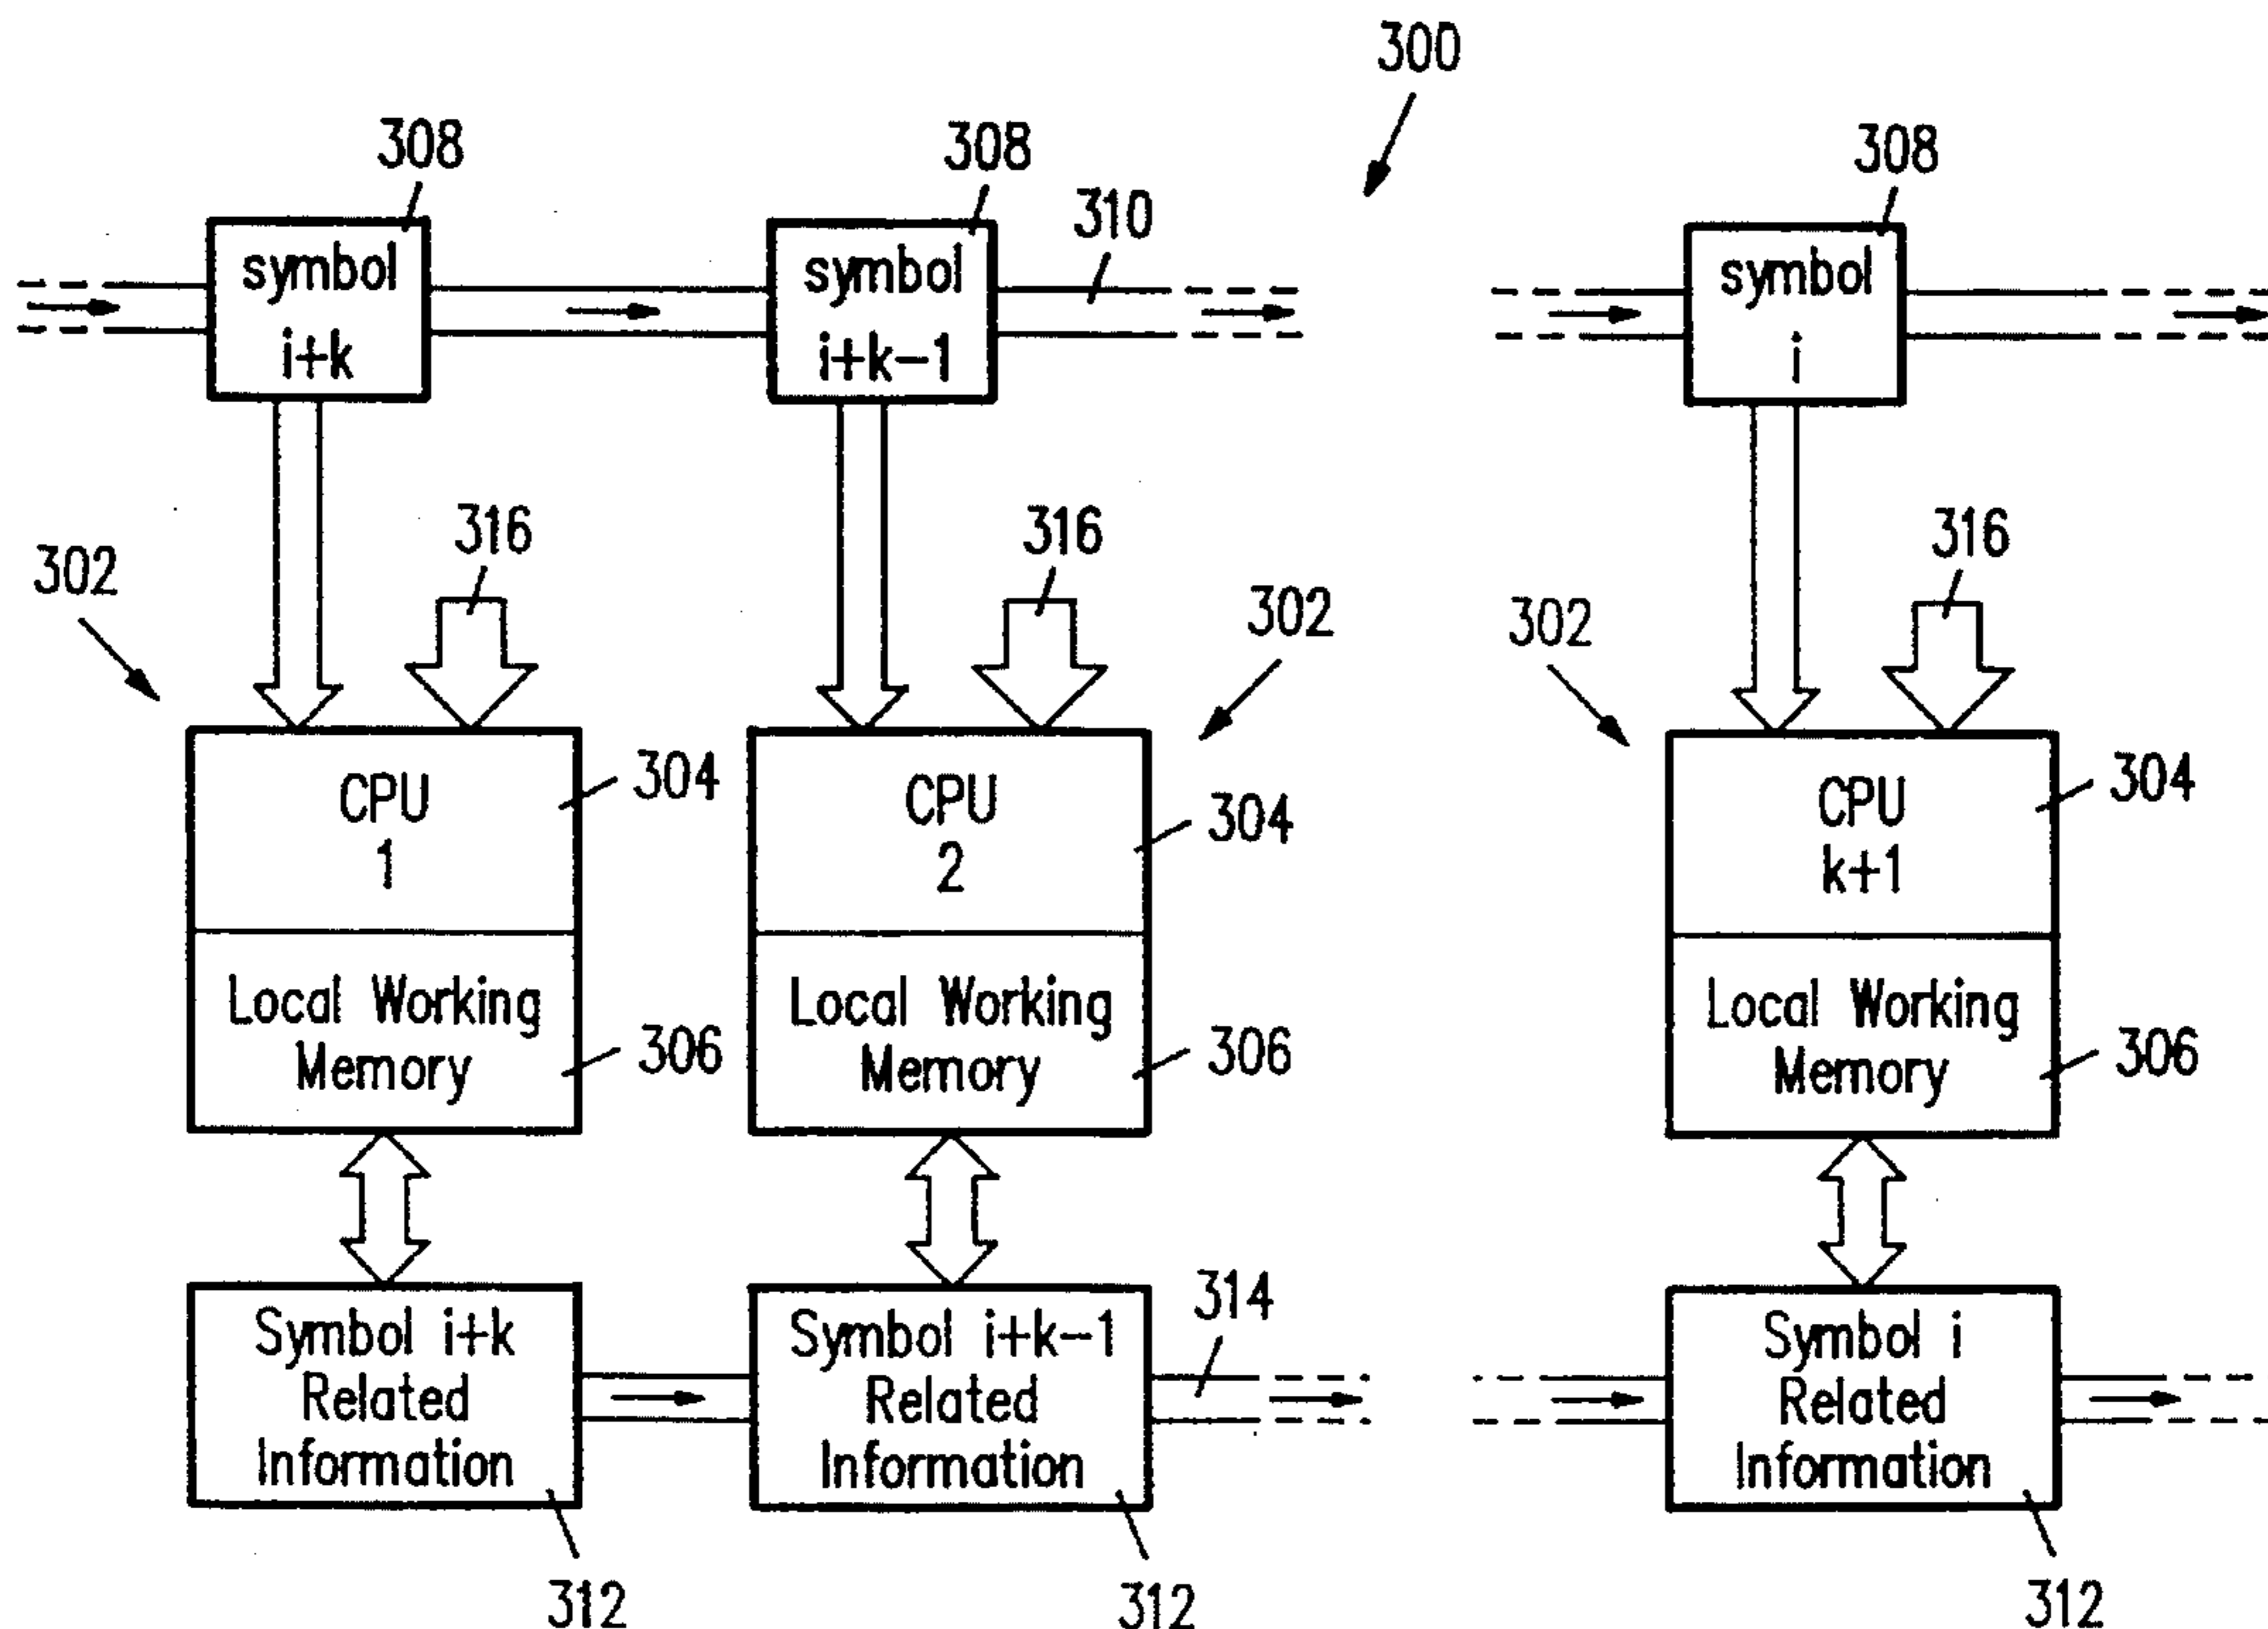 300
308
308
308
310
symbol
i+k
symbol
i+k-1
symbol
i
316
316
316
302
302
302
CPU
1
304
CPU
2
304
CPU
k+1
304
Local Working
Memory
306
Local Working
Memory
306
Local Working
Memory
306
314
Symbol i+k
Related
Information
Symbol i+k-1
Related
Information
Symbol i
Related
Information
312
312
312